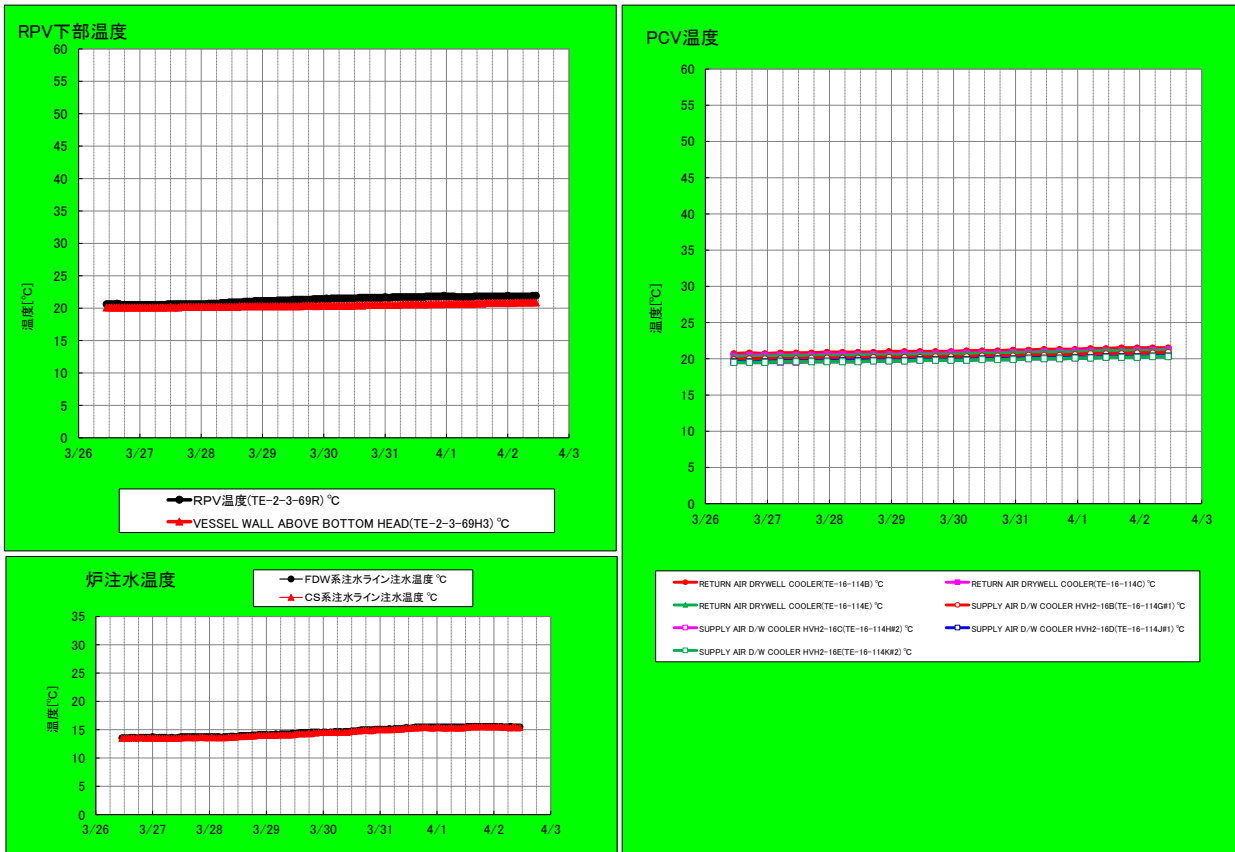 RPV下部温度
60
55
50
45
40
35
30
25
20
15
10
5
0
温度[℃]
3/26 3/27 3/28 3/29 3/30 3/31 4/1 4/2 4/3
RPV温度(TE-2-3-69R) ℃
VESSEL WALL ABOVE BOTTOM HEAD(TE-2-3-69H3) ℃
炉注水温度
FDW系注水ライン注水温度 ℃
CS系注水ライン注水温度 ℃
35
30
25
20
15
10
5
0
温度[℃]
3/26 3/27 3/28 3/29 3/30 3/31 4/1 4/2 4/3
PCV温度
60
55
50
45
40
35
30
25
20
15
10
5
0
温度[℃]
3/26 3/27 3/28 3/29 3/30 3/31 4/1 4/2 4/3
RETURN AIR DRYWELL COOLER(TE-16-114B) ℃
RETURN AIR DRYWELL COOLER(TE-16-114C) ℃
RETURN AIR DRYWELL COOLER(TE-16-114E) ℃
SUPPLY AIR D/W COOLER HVH2-16B(TE-16-114G#1) ℃
SUPPLY AIR D/W COOLER HVH2-16C(TE-16-114H#2) ℃
SUPPLY AIR D/W COOLER HVH2-16D(TE-16-114J#1) ℃
SUPPLY AIR D/W COOLER HVH2-16E(TE-16-114K#2) ℃